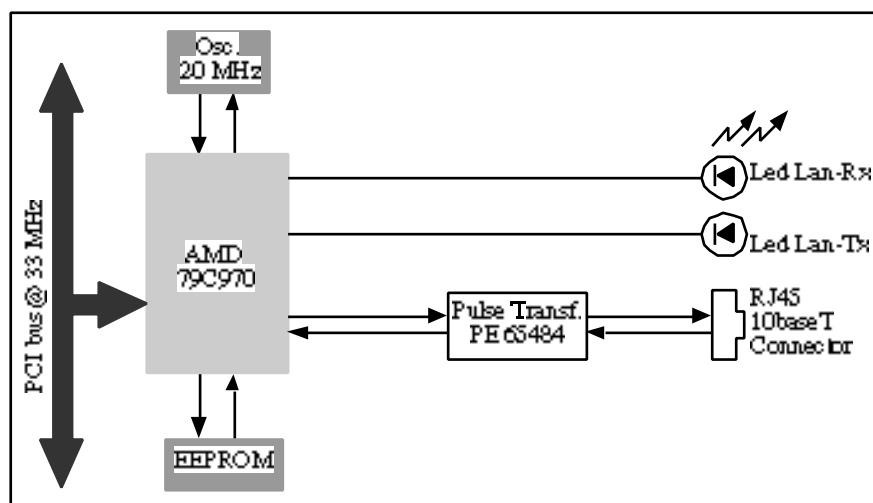 Osc.
20 MHz
PCI bus @ 33 MHz
AMD
79C970
Led Lan-Rx
Led Lan-Tx
Pulse Transf.
PE 65484
RJ45
10baseT
Connector
EEPROM